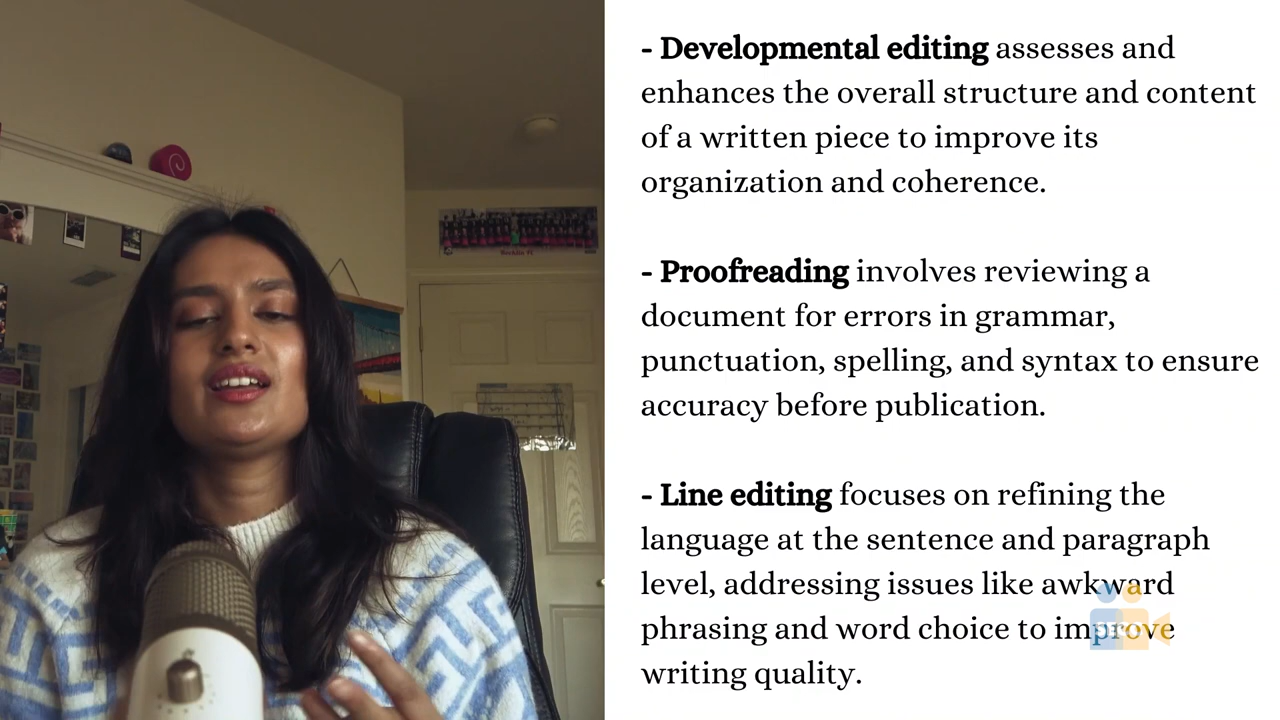 - Developmental editing assesses and
enhances the overall structure and content
of a written piece to improve its
organization and coherence.
- Proofreading involves reviewing a
document for errors in grammar,
punctuation, spelling, and syntax to ensure
accuracy before publication.
- Line editing focuses on refining the
language at the sentence and paragraph
level, addressing issues like awkward
phrasing and word choice to improve
writing quality.